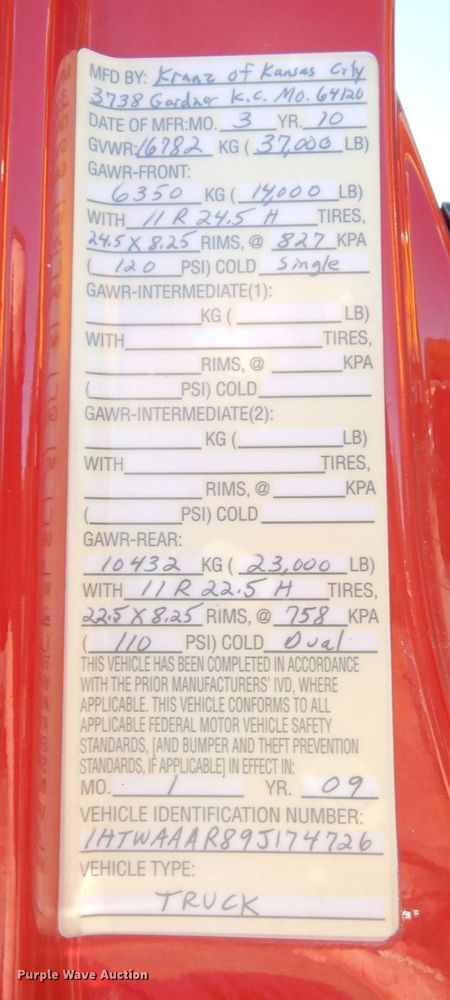 MFD BY: Kranz of Kansas City
3738 Gardner K.C. Mo. 64120
DATE OF MFR: MO. 3 YR. 10
GVWR: 16782 KG ( 37,000 LB)
GAWR-FRONT:
6350 KG ( 14,000 LB)
WITH 11 R 24.5 H TIRES,
24.5 X 8.25 RIMS, @ 827 KPA
( 120 PSI) COLD Single
GAWR-INTERMEDIATE(1):
KG ( LB)
WITH TIRES,
RIMS, @ KPA
( PSI) COLD
GAWR-INTERMEDIATE(2):
KG ( LB)
WITH TIRES,
RIMS, @ KPA
( PSI) COLD
GAWR-REAR:
10432 KG ( 23,000 LB)
WITH 11 R 22.5 H TIRES,
22.5 X 8.25 RIMS, @ 758 KPA
( 110 PSI) COLD Dual
THIS VEHICLE HAS BEEN COMPLETED IN ACCORDANCE
WITH THE PRIOR MANUFACTURERS' IVD, WHERE
APPLICABLE. THIS VEHICLE CONFORMS TO ALL
APPLICABLE FEDERAL MOTOR VEHICLE SAFETY
STANDARDS, [AND BUMPER AND THEFT PREVENTION
STANDARDS, IF APPLICABLE] IN EFFECT IN:
MO. 1 YR. 09
VEHICLE IDENTIFICATION NUMBER:
1HTWAAAR89J174726
VEHICLE TYPE:
TRUCK
Purple Wave Auction